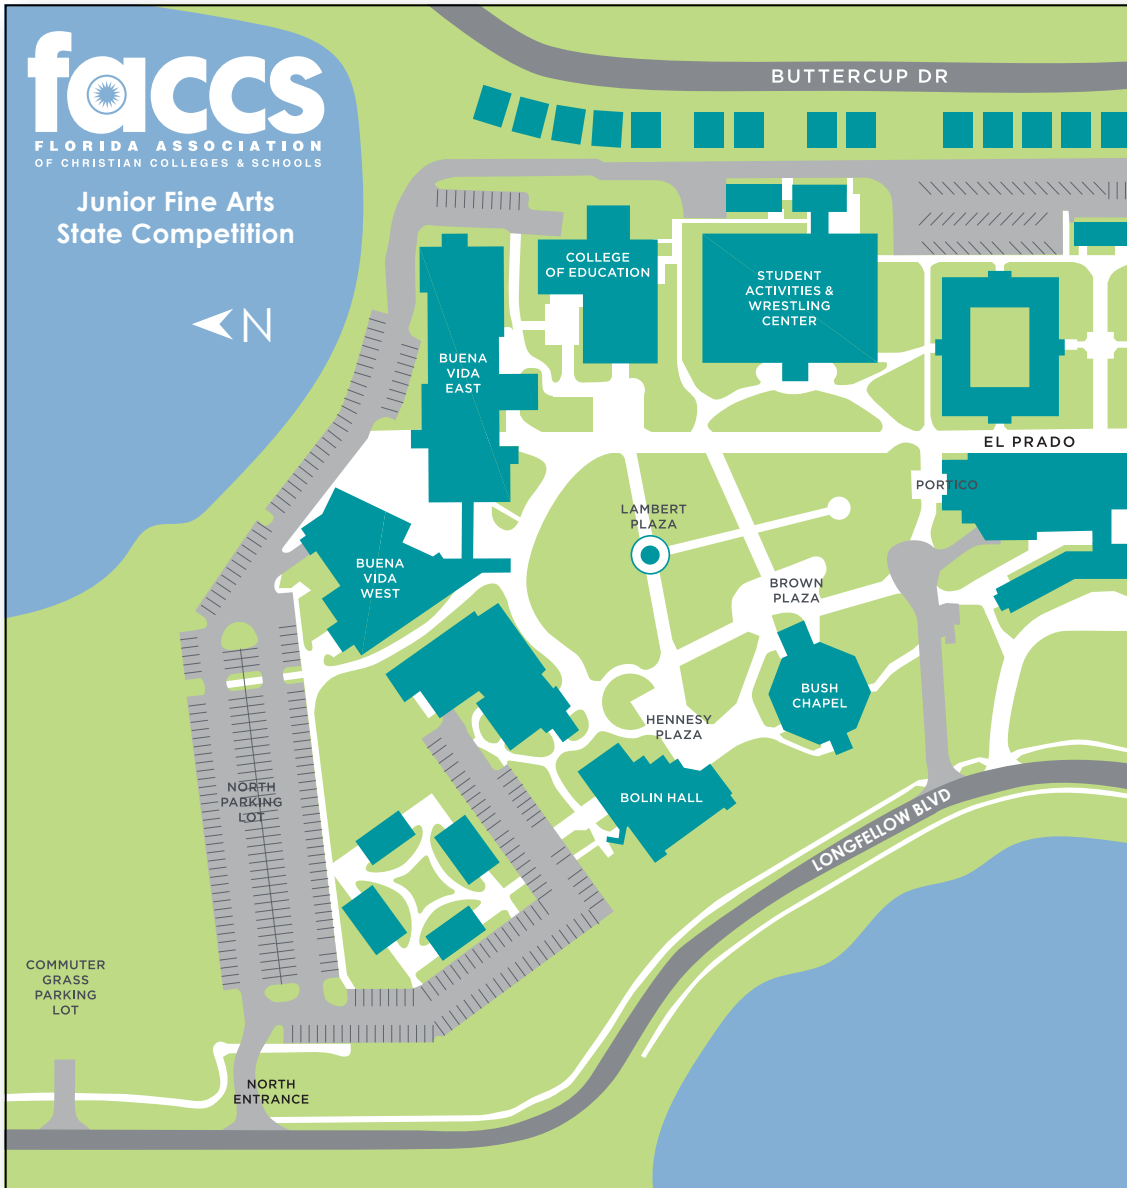 faccs
FLORIDA ASSOCIATION
OF CHRISTIAN COLLEGES & SCHOOLS
Junior Fine Arts
State Competition
N
BUTTERCUP DR
COLLEGE
OF EDUCATION
STUDENT
ACTIVITIES &
WRESTLING
CENTER
BUENA
VIDA
EAST
EL PRADO
PORTICO
LAMBERT
PLAZA
BUENA
VIDA
WEST
BROWN
PLAZA
BUSH
CHAPEL
HENNESY
PLAZA
NORTH
PARKING
LOT
BOLIN HALL
LONGFELLOW BLVD
COMMUTER
GRASS
PARKING
LOT
NORTH
ENTRANCE